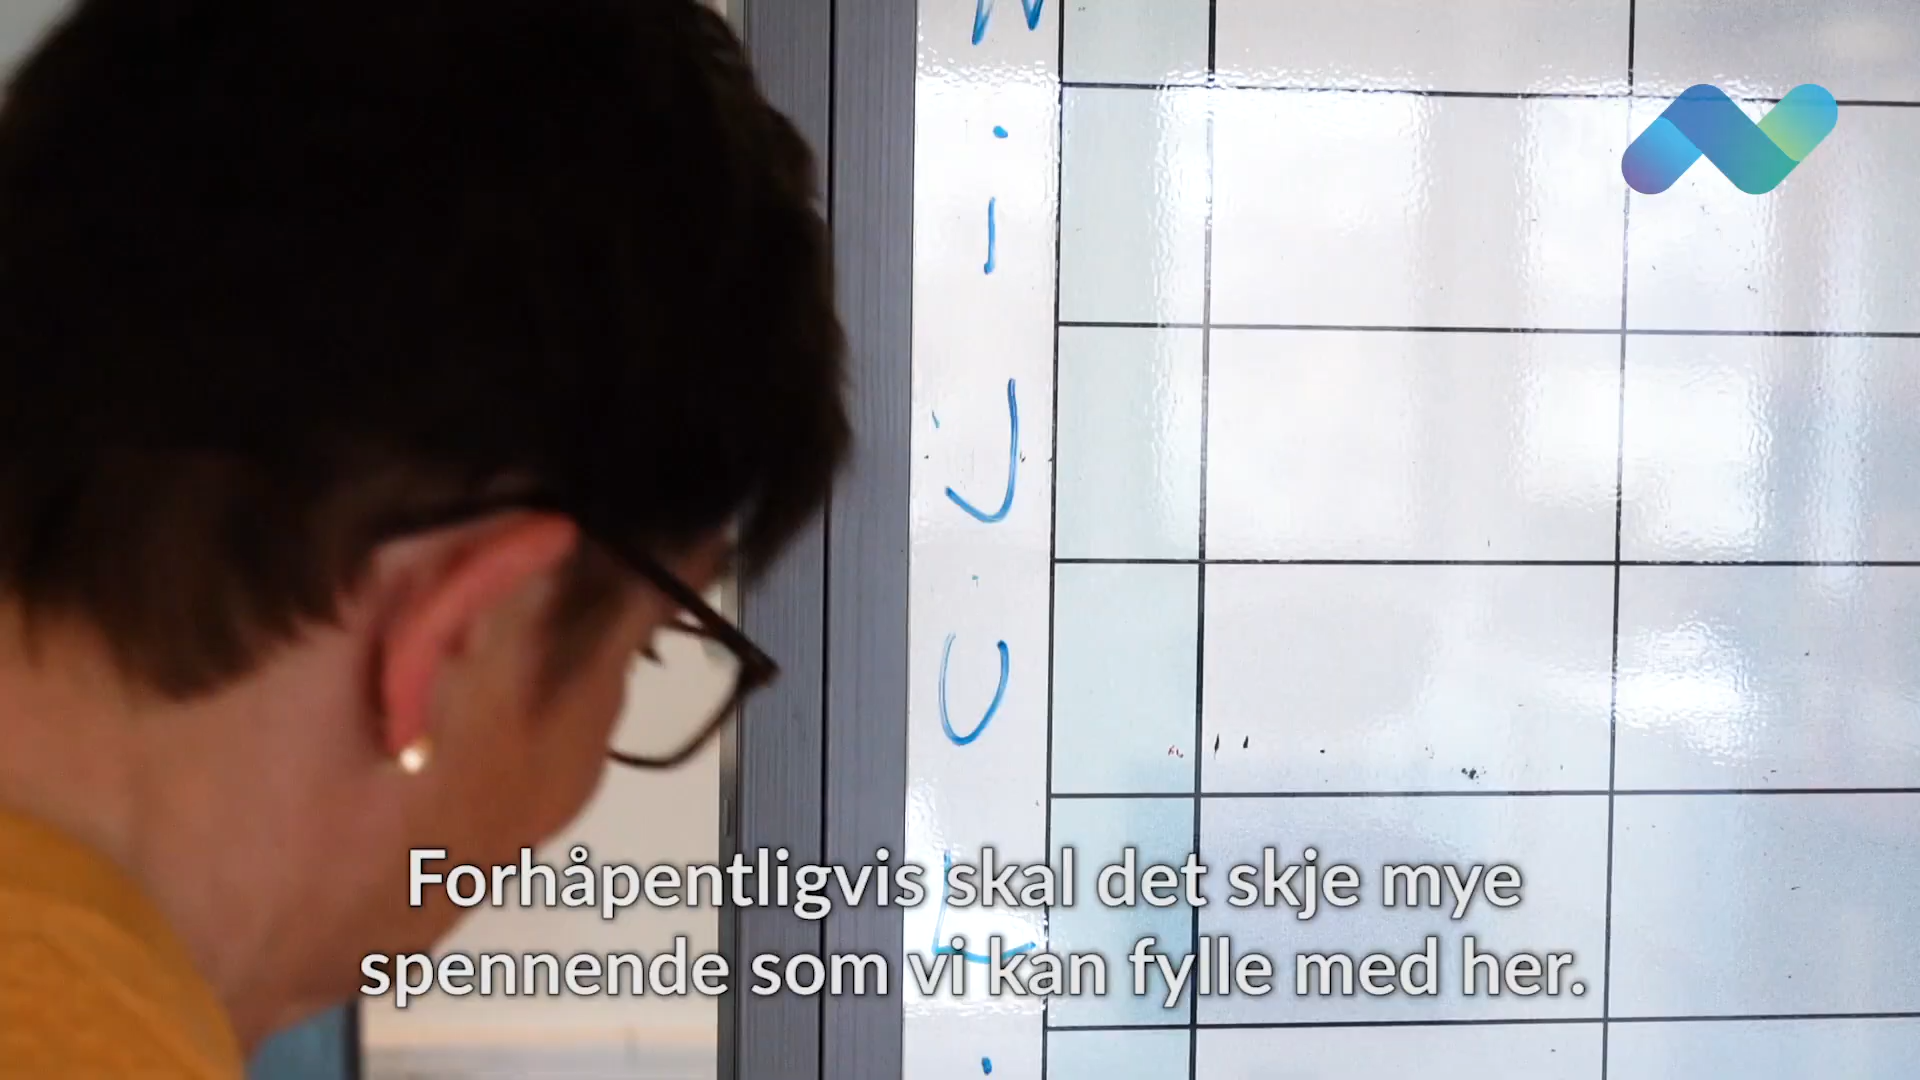 Forhåpentligvis skal det skje mye
spennende som vi kan fylle med her.